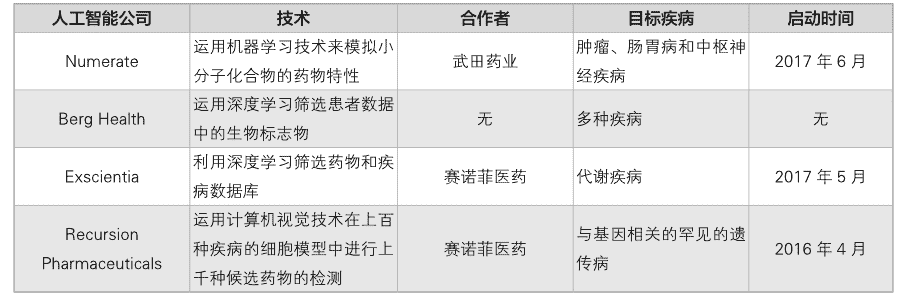 人工智能公司 技术 合作者 目标疾病 启动时间
Numerate
运用机器学习技术来模拟小
分子化合物的药物特性
武田药业
肿瘤、肠胃病和中枢神
经疾病
2017 年 6 月
Berg Health
运用深度学习筛选患者数据
中的生物标志物
无
多种疾病
无
Exscientia
利用深度学习筛选药物和疾
病数据库
赛诺菲医药
代谢疾病
2017 年 5 月
Recursion
Pharmaceuticals
运用计算机视觉技术在上百
种疾病的细胞模型中进行上
千种候选药物的检测
赛诺菲医药
与基因相关的罕见的遗
传病
2016 年 4 月